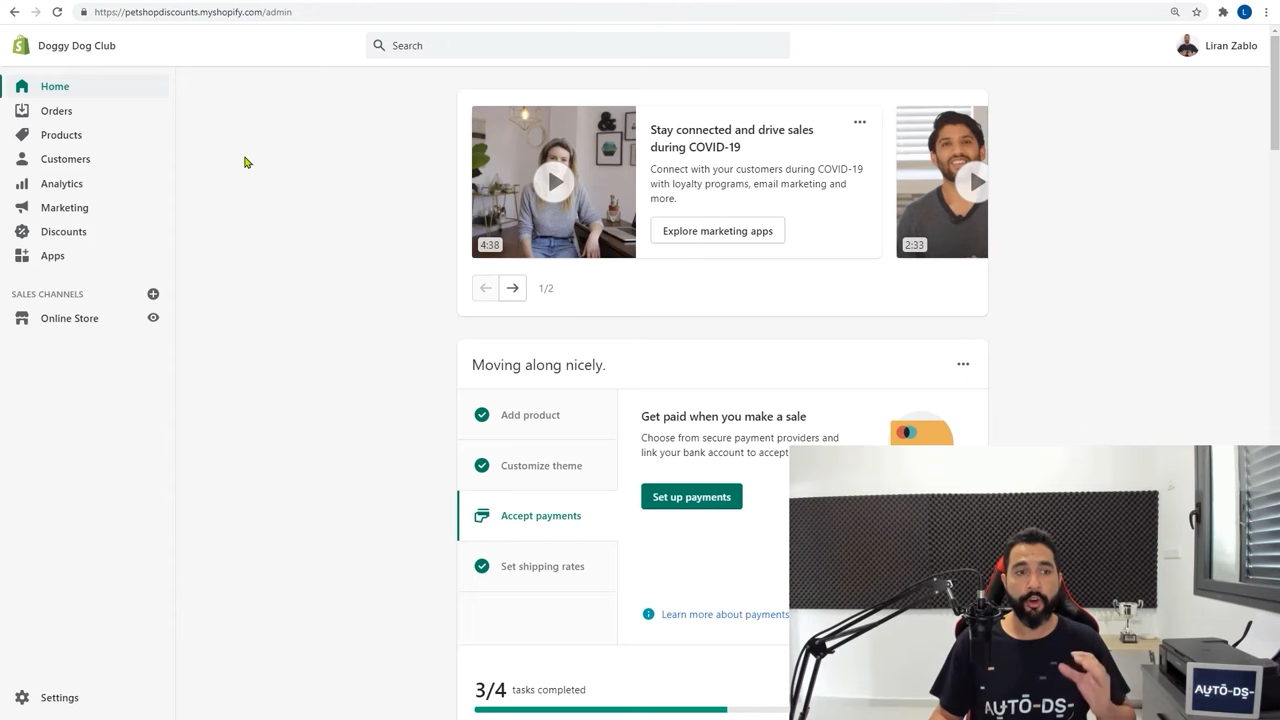 https://petshopdiscounts.myshopify.com/admin
L
Doggy Dog Club
Search
Liran Zablo
Home
Orders
Products
Customers
Analytics
Marketing
Discounts
Apps
SALES CHANNELS
Online Store
Settings
4:38
Stay connected and drive sales
during COVID-19
Connect with your customers during COVID-19
with loyalty programs, email marketing and
more.
Explore marketing apps
2:33
1/2
Moving along nicely.
Add product
Customize theme
Accept payments
Set shipping rates
Get paid when you make a sale
Choose from secure payment providers and
link your bank account to accept
Set up payments
Learn more about payments
3/4 tasks completed
AUTO-DS-
AUTO-DS-